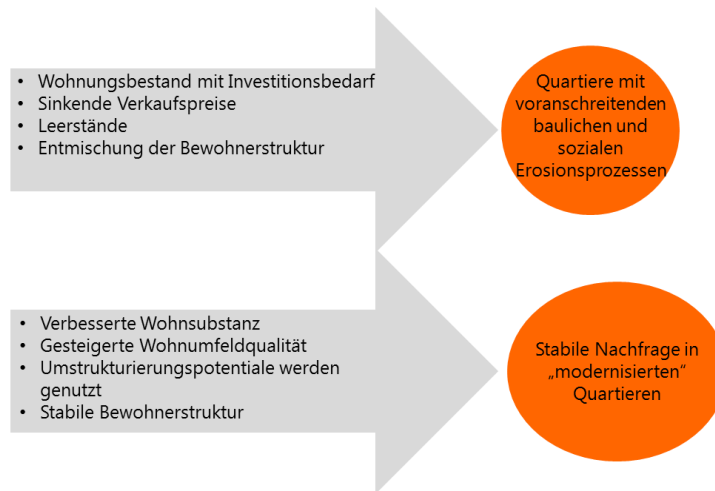 • Wohnungsbestand mit Investitionsbedarf
• Sinkende Verkaufspreise
• Leerstände
• Entmischung der Bewohnerstruktur
Quartiere mit
voranschreitenden
baulichen und
sozialen
Erosionsprozessen
• Verbesserte Wohnsubstanz
• Gesteigerte Wohnumfeldqualität
• Umstrukturierungspotentiale werden
genutzt
• Stabile Bewohnerstruktur
Stabile Nachfrage in
„modernisierten“
Quartieren